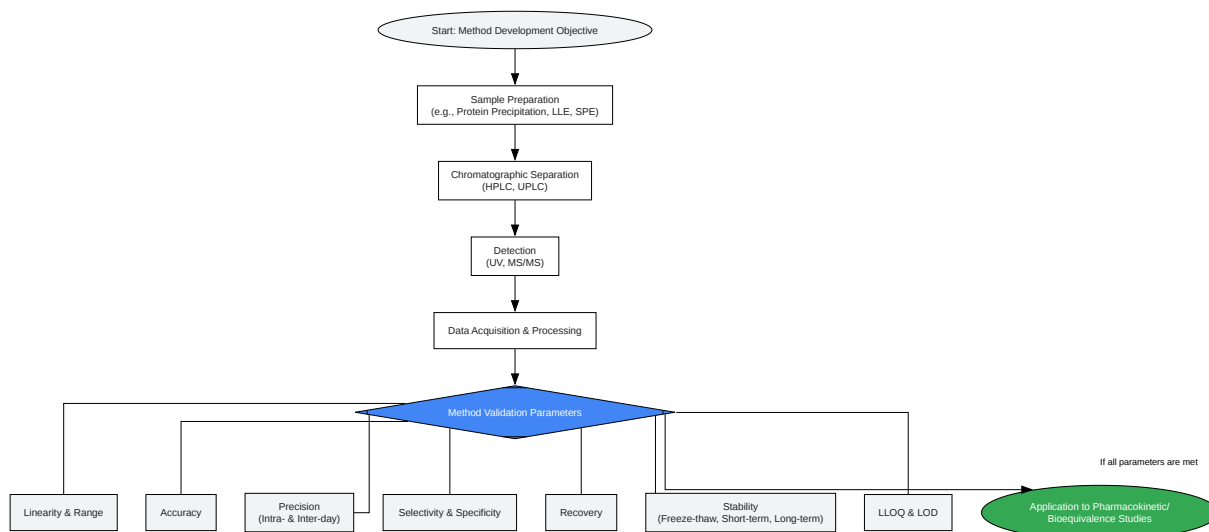 Start: Method Development Objective
Sample Preparation
(e.g., Protein Precipitation, LLE, SPE)
Chromatographic Separation
(HPLC, UPLC)
Detection
(UV, MS/MS)
Data Acquisition & Processing
Method Validation Parameters
If all parameters are met
Linearity & Range
Accuracy
Precision
(Intra- & Inter-day)
Selectivity & Specificity
Recovery
Stability
(Freeze-thaw, Short-term, Long-term)
LLOQ & LOD
Application to Pharmacokinetic/
Bioequivalence Studies